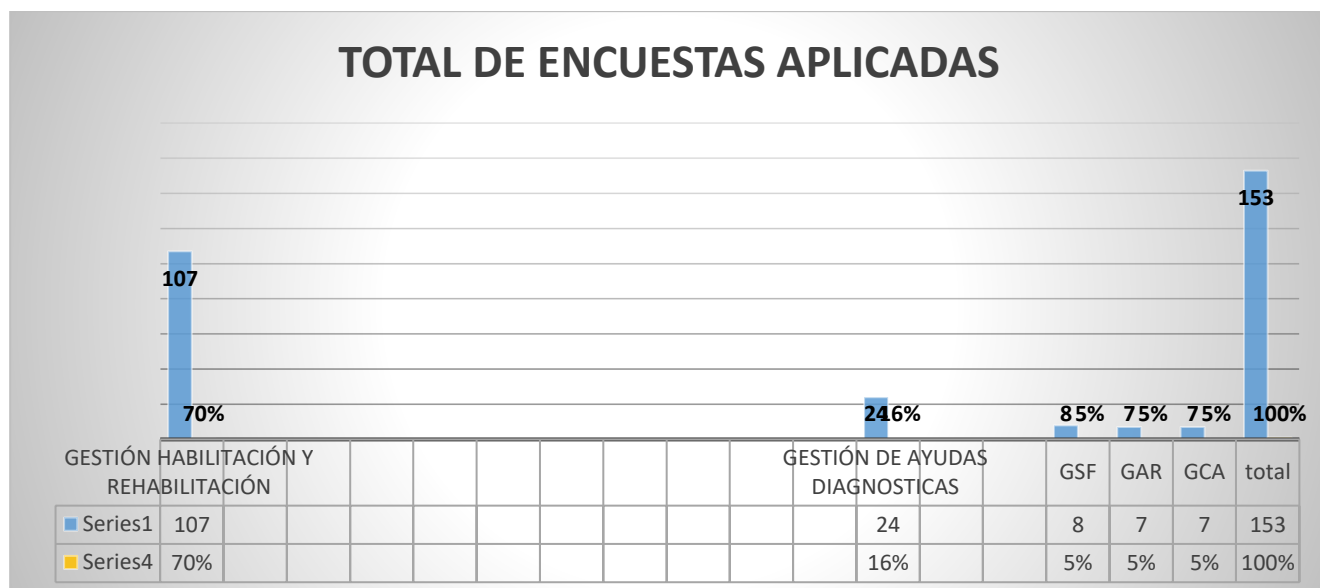 TOTAL DE ENCUESTAS APLICADAS
153
107
70%
24
16%
8
5%
7
5%
7
5%
100%
GESTIÓN HABILITACIÓN Y
REHABILITACIÓN
GESTIÓN DE AYUDAS
DIAGNOSTICAS
GSF GAR GCA total
Series1 107 24 8 7 7 153
Series4 70% 16% 5% 5% 5% 100%